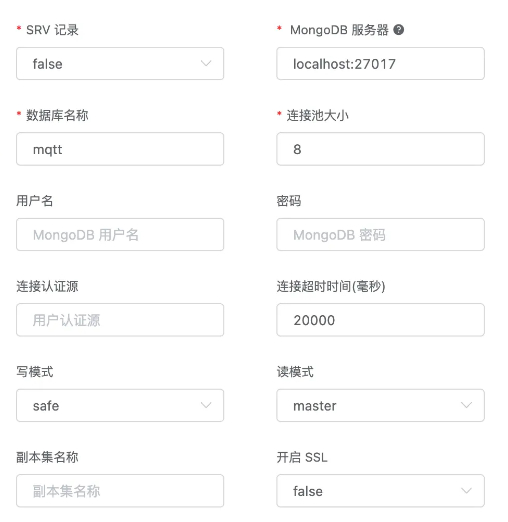 * SRV 记录
* MongoDB 服务器 ?
false
localhost:27017
* 数据库名称
* 连接池大小
mqtt
8
用户名
密码
MongoDB 用户名
MongoDB 密码
连接认证源
连接超时时间(毫秒)
用户认证源
20000
写模式
读模式
safe
master
副本集名称
开启 SSL
副本集名称
false